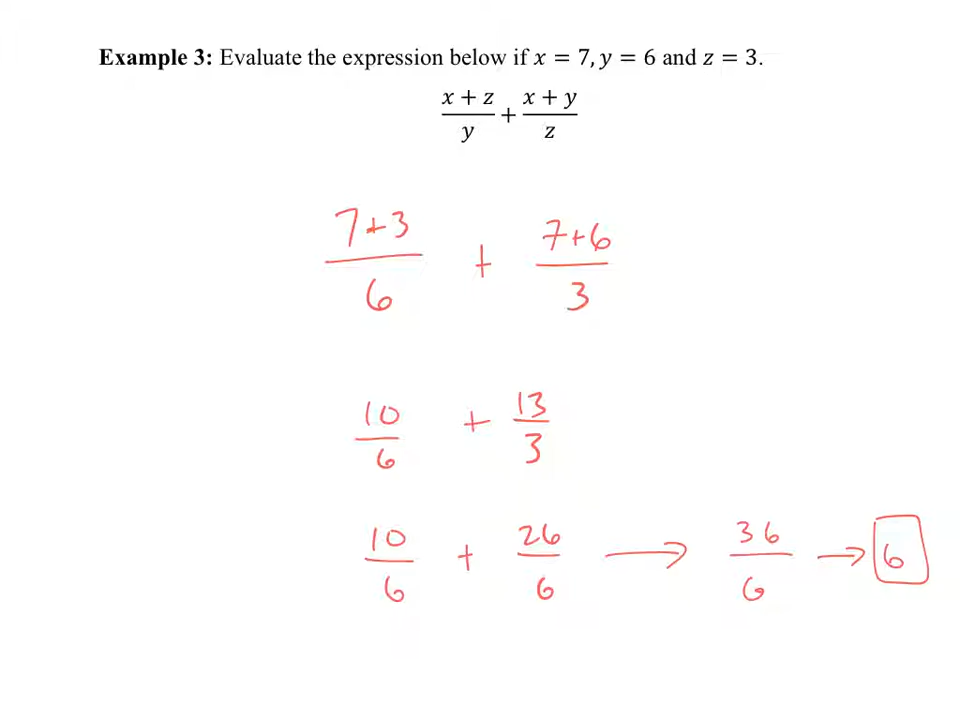 Example 3: Evaluate the expression below if x = 7, y = 6 and z = 3.
x + z / y + x + y / z
7+3 / 6 + 7+6 / 3
10 / 6 + 13 / 3
10 / 6 + 26 / 6 → 36 / 6 → 6